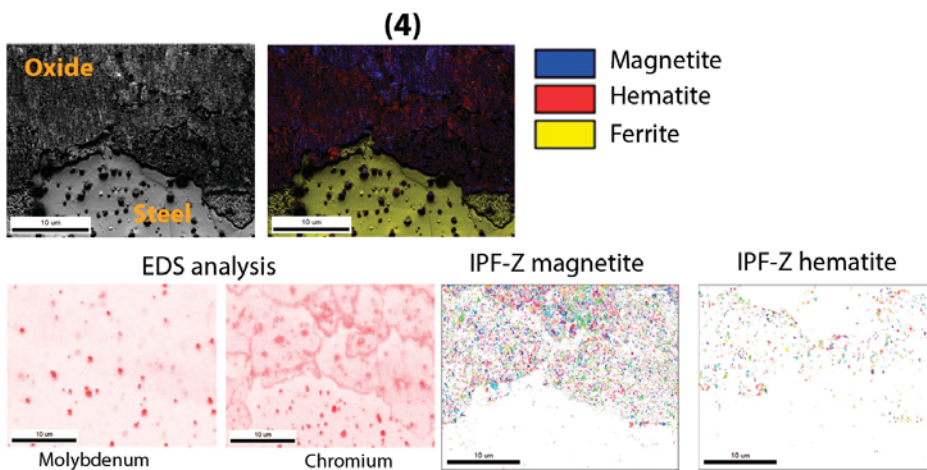 (4)
Oxide
Steel
10 um
10 um
Magnetite
Hematite
Ferrite
EDS analysis
IPF-Z magnetite
IPF-Z hematite
10 um
10 um
10 um
10 um
Molybdenum
Chromium